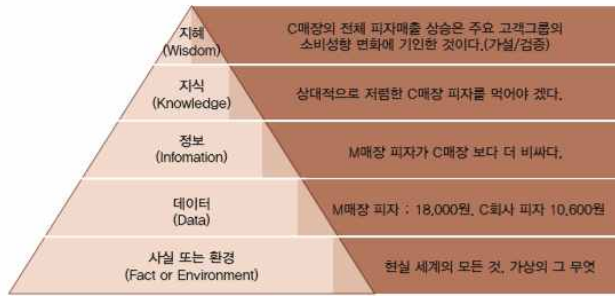 지혜
(Wisdom)
C매장의 전체 피자매출 상승은 주요 고객그룹의
소비성향 변화에 기인한 것이다.(가설/검증)
지식
(Knowledge)
상대적으로 저렴한 C매장 피자를 먹어야 겠다.
정보
(Infomation)
M매장 피자가 C매장 보다 더 비싸다.
데이터
(Data)
M매장 피자 : 18,000원, C회사 피자 10,600원
사실 또는 환경
(Fact or Environment)
현실 세계의 모든 것, 가상의 그 무엇